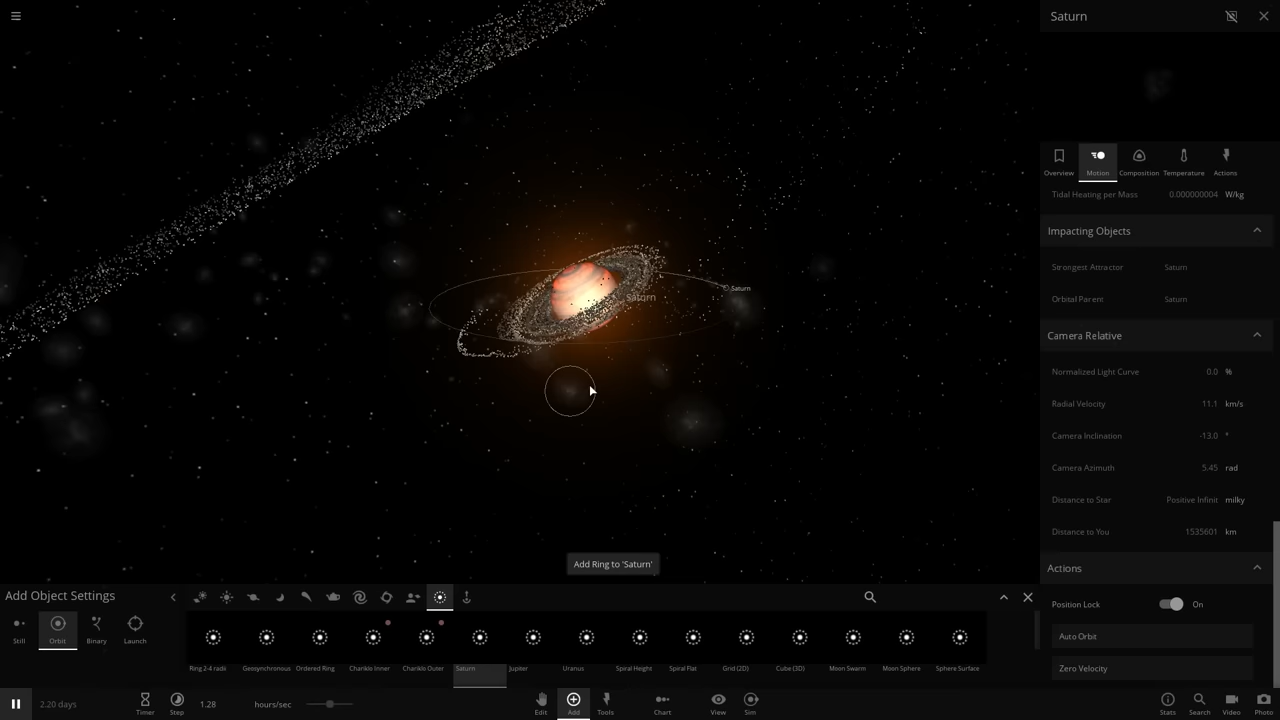 Saturn
Overview
Motion
Composition
Temperature
Actions
Tidal Heating per Mass 0.000000004 W/kg
Impacting Objects
Strongest Attractor Saturn
Orbital Parent Saturn
Camera Relative
Normalized Light Curve 0.0 %
Radial Velocity 11.1 km/s
Camera Inclination -13.0 °
Camera Azimuth 5.45 rad
Distance to Star Positive Infinit milky
Distance to You 1535601 km
Actions
Position Lock On
Auto Orbit
Zero Velocity
Saturn
Saturn
Add Ring to 'Saturn'
Add Object Settings
Still
Orbit
Binary
Launch
Ring 2-4 radii
Geosynchronous
Ordered Ring
Chariklo Inner
Chariklo Outer
Saturn
Jupiter
Uranus
Spiral Height
Spiral Flat
Grid (2D)
Cube (3D)
Moon Swarm
Moon Sphere
Sphere Surface
2.20 days
Timer
Step
1.28 hours/sec
Edit
Add
Tools
Chart
View
Sim
Stats
Search
Video
Photo